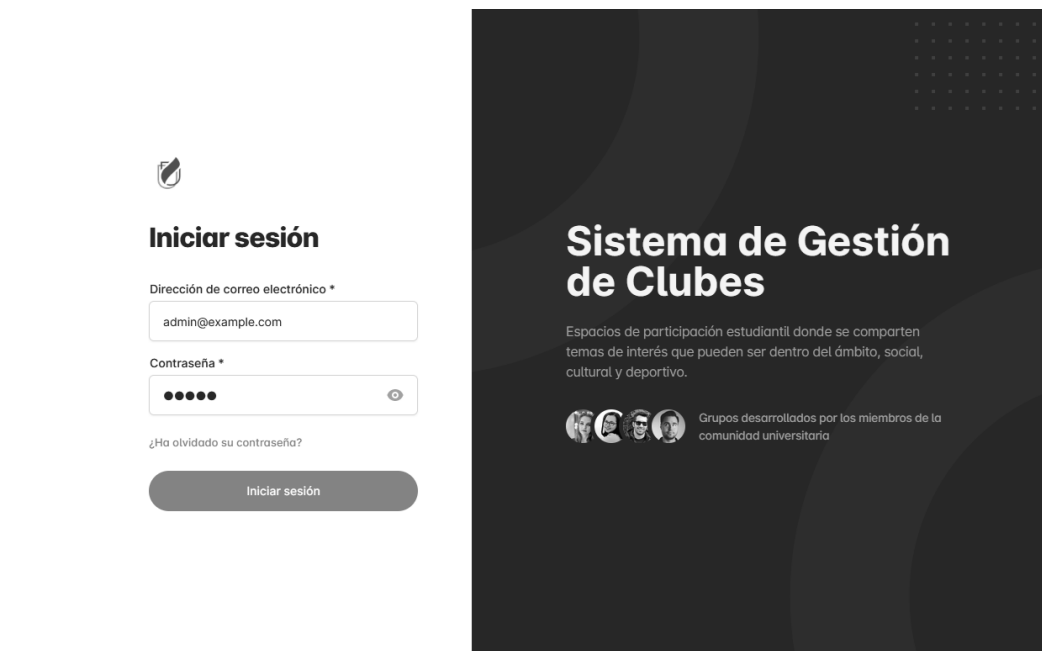 Iniciar sesión
Dirección de correo electrónico *
admin@example.com
Contraseña *
●●●●●
¿Ha olvidado su contraseña?
Iniciar sesión
Sistema de Gestión
de Clubes
Espacios de participación estudiantil donde se comparten
temas de interés que pueden ser dentro del ámbito, social,
cultural y deportivo.
Grupos desarrollados por los miembros de la
comunidad universitaria